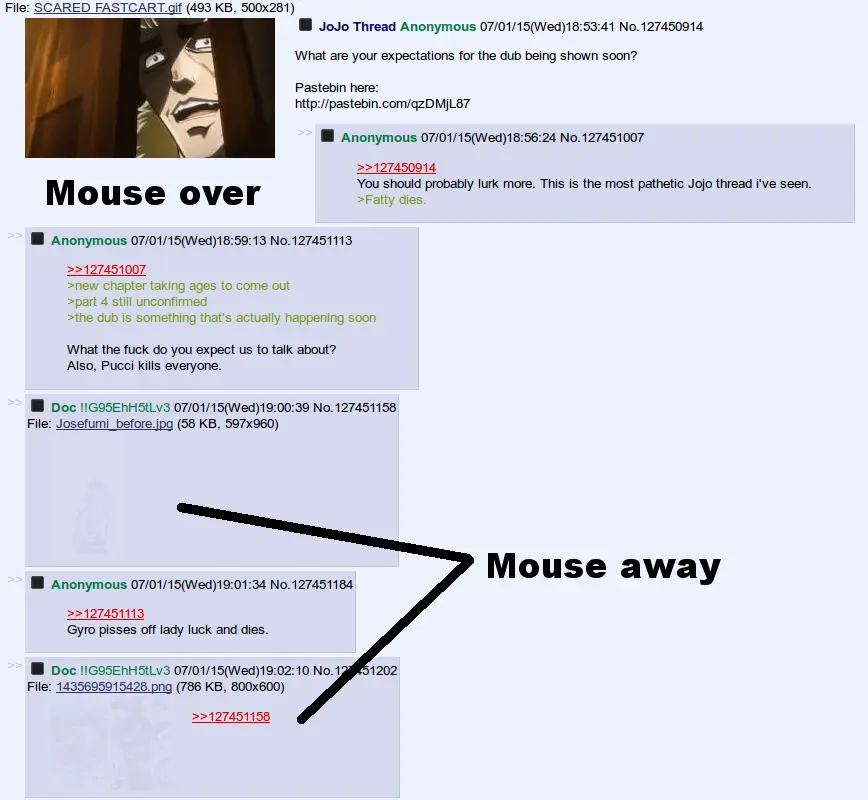 File: SCARED FASTCART.gif (493 KB, 500x281)
JoJo Thread Anonymous 07/01/15(Wed)18:53:41 No.127450914
What are your expectations for the dub being shown soon?
Pastebin here:
http://pastebin.com/qzDMjL87
>> Anonymous 07/01/15(Wed)18:56:24 No.127451007
>>127450914
You should probably lurk more. This is the most pathetic Jojo thread i've seen.
>Fatty dies.
Mouse over
>> Anonymous 07/01/15(Wed)18:59:13 No.127451113
>>127451007
>new chapter taking ages to come out
>part 4 still unconfirmed
>the dub is something that's actually happening soon
What the fuck do you expect us to talk about?
Also, Pucci kills everyone.
>> Doc !!G95EhH5tLv3 07/01/15(Wed)19:00:39 No.127451158
File: Josefumi_before.jpg (58 KB, 597x960)
Mouse away
>> Anonymous 07/01/15(Wed)19:01:34 No.127451184
>>127451113
Gyro pisses off lady luck and dies.
>> Doc !!G95EhH5tLv3 07/01/15(Wed)19:02:10 No.127451202
File: 1435695915428.png (786 KB, 800x600)
>>127451158